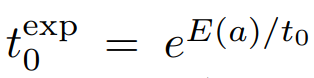 t_0^{exp} = e^{E(a)/t_0}